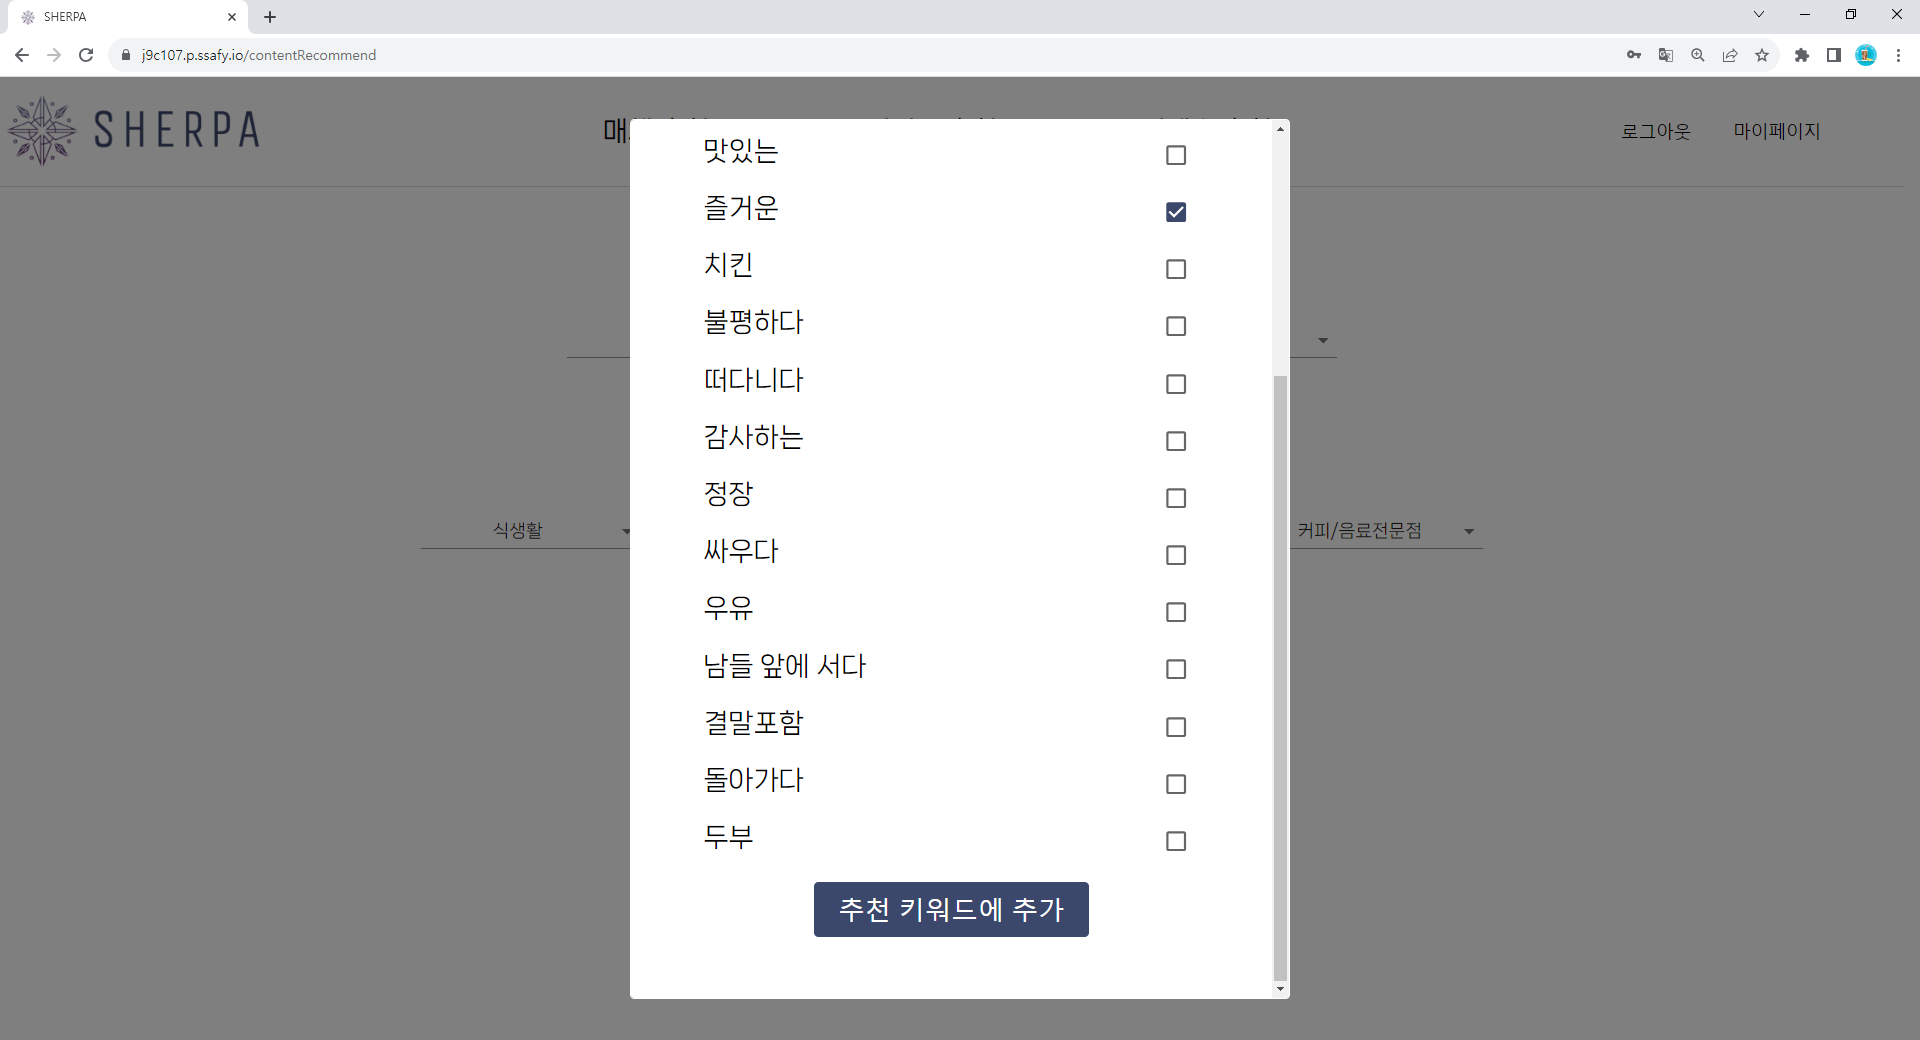 SHERPA
j9c107.p.ssafy.io/contentRecommend
SHERPA
로그아웃 마이페이지
맛있는
즐거운
치킨
불평하다
떠다니다
감사하는
정장
식생활
커피/음료전문점
싸우다
우유
남들 앞에 서다
결말포함
돌아가다
두부
추천 키워드에 추가